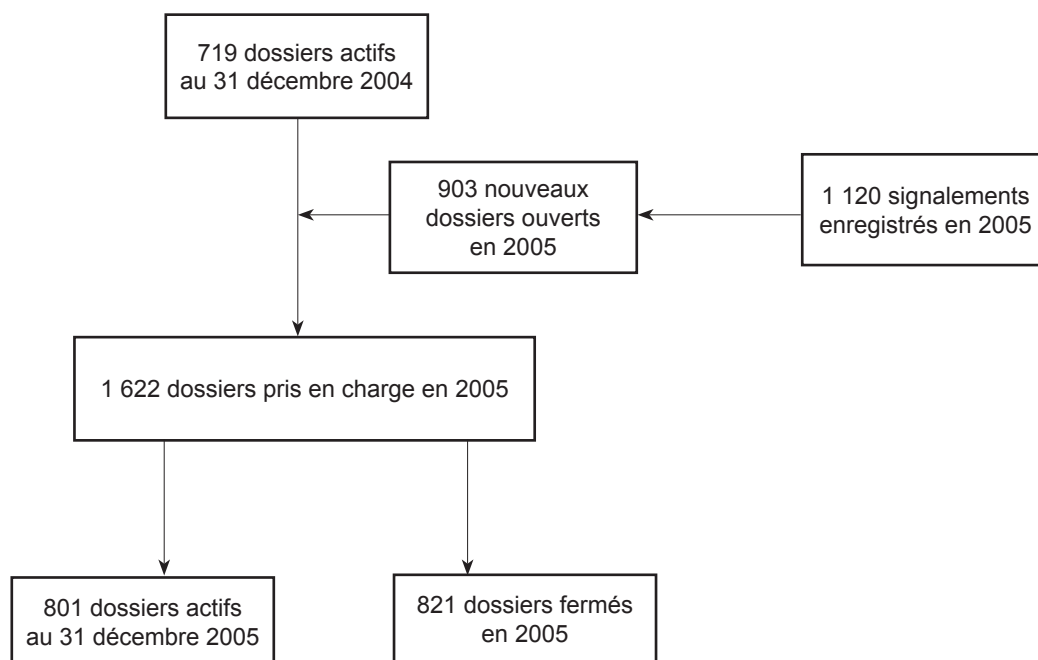 719 dossiers actifs
au 31 décembre 2004
903 nouveaux
dossiers ouverts
en 2005
1 120 signalements
enregistrés en 2005
1 622 dossiers pris en charge en 2005
801 dossiers actifs
au 31 décembre 2005
821 dossiers fermés
en 2005